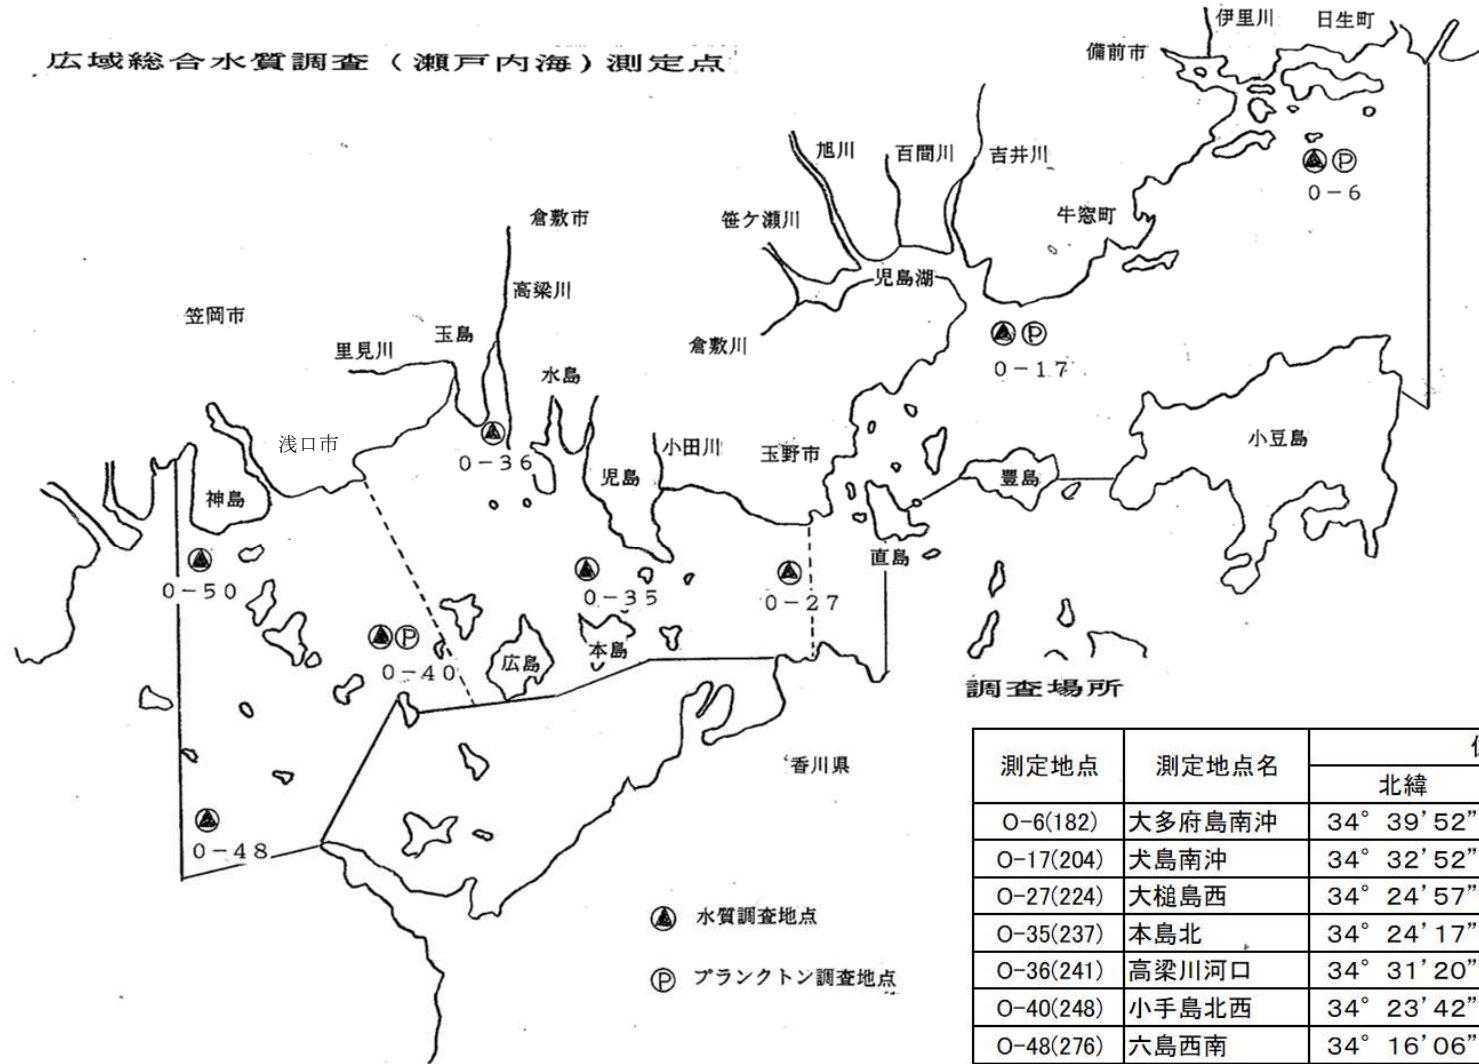 広域総合水質調査（瀬戸内海）測定点
伊里川
日生町
備前市
旭川
百間川
吉井川
O-6
倉敷市
笹ケ瀬川
牛窓町
高梁川
児島湖
笠岡市
玉島
里見川
倉敷川
水島
O-17
浅口市
O-36
小田川
玉野市
小豆島
児島
豊島
神島
直島
O-50
O-35
O-27
O-40
広島
本島
調査場所
香川県
O-48
水質調査地点
プランクトン調査地点
測定地点 測定地点名
北緯
O-6(182) 大多府島南沖 34° 39’52”
O-17(204) 犬島南沖 34° 32’52”
O-27(224) 大槌島西 34° 24’57”
O-35(237) 本島北 34° 24’17”
O-36(241) 高梁川河口 34° 31’20”
O-40(248) 小手島北西 34° 23’42”
O-48(276) 六島西南 34° 16’06”